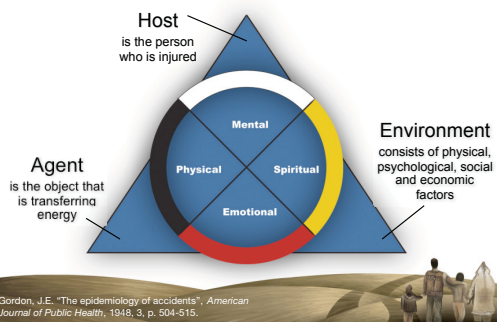 Host
is the person
who is injured
Mental
Physical
Spiritual
Emotional
Environment
consists of physical,
psychological, social
and economic
factors
Agent
is the object that
is transferring
energy
Gordon, J.E. "The epidemiology of accidents", American
Journal of Public Health, 1948, 3, p. 504-515.